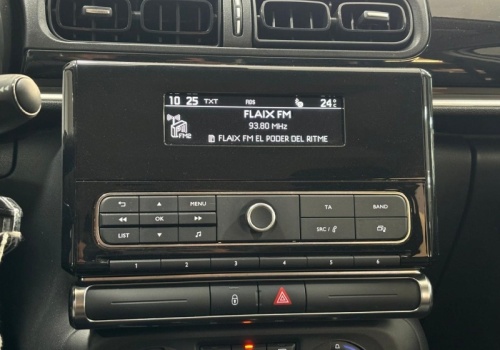 10 25 TXT RDS 24°
FLAIX FM
93.80 MHz
FM2
FLAIX FM EL PODER DEL RITME
MENU
TA
BAND
OK
LIST
SRC /
1 2 3 4 5 6